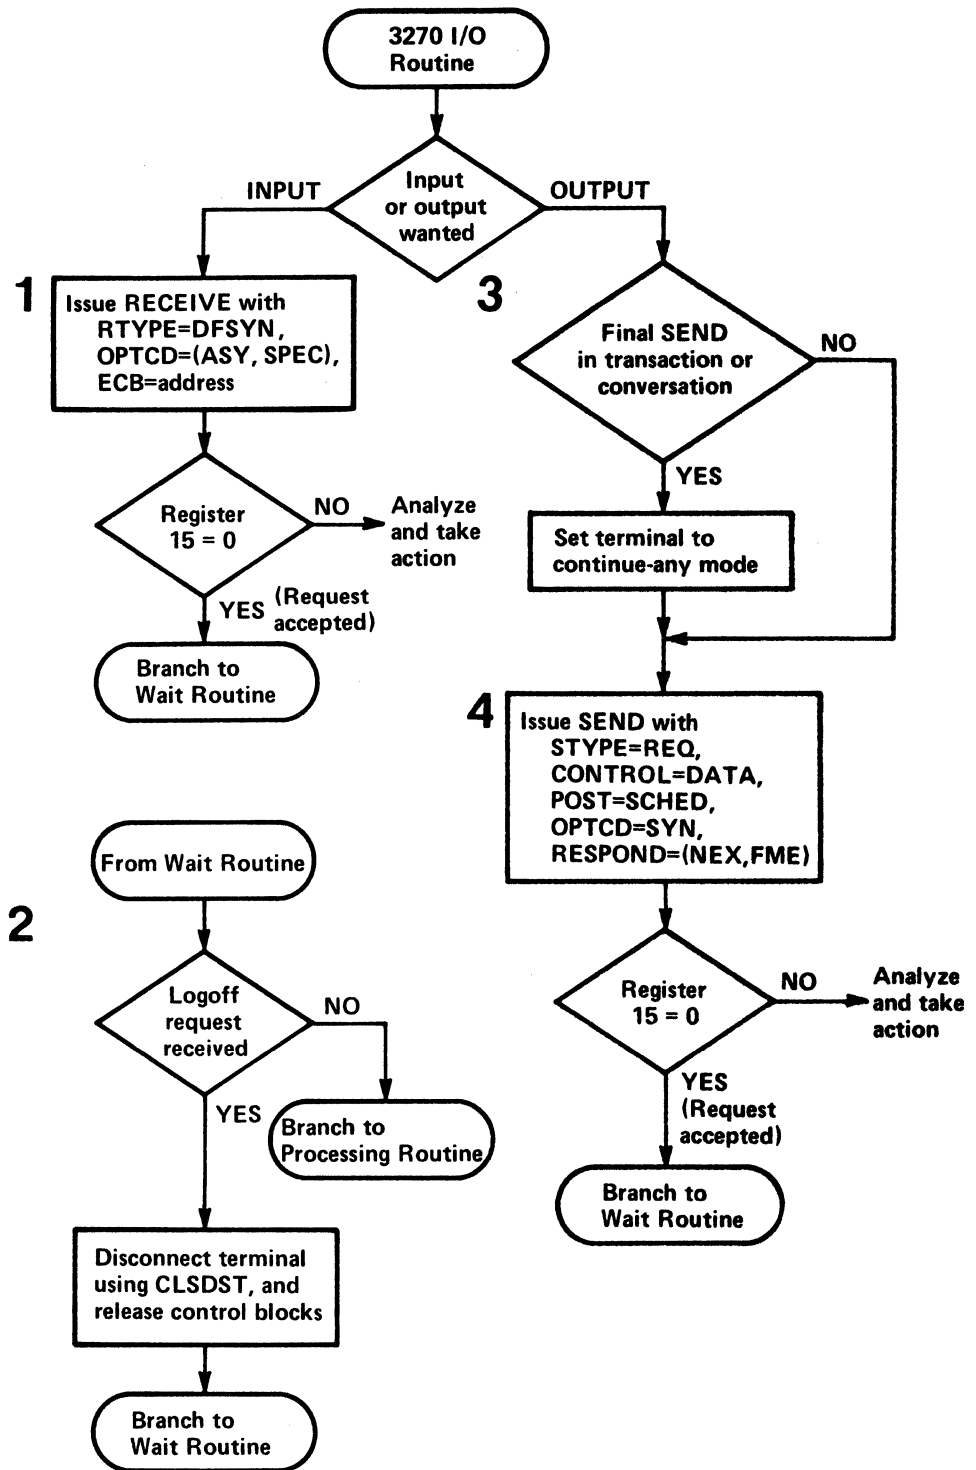 3270 I/O
Routine
Input
or output
wanted
INPUT
OUTPUT
1
Issue RECEIVE with
RTYPE=DFSYN,
OPTCD=(ASY, SPEC),
ECB=address
Register
15 = 0
NO
Analyze
and take
action
YES
(Request
accepted)
Branch to
Wait Routine
3
Final SEND
in transaction or
conversation
NO
YES
Set terminal to
continue-any mode
4
Issue SEND with
STYPE=REQ,
CONTROL=DATA,
POST=SCHED,
OPTCD=SYN,
RESPOND=(NEX,FME)
Register
15 = 0
NO
Analyze
and take
action
YES
(Request
accepted)
Branch to
Wait Routine
From Wait Routine
2
Logoff
request
received
NO
YES
Branch to
Processing Routine
Disconnect terminal
using CLSDST, and
release control blocks
Branch to
Wait Routine